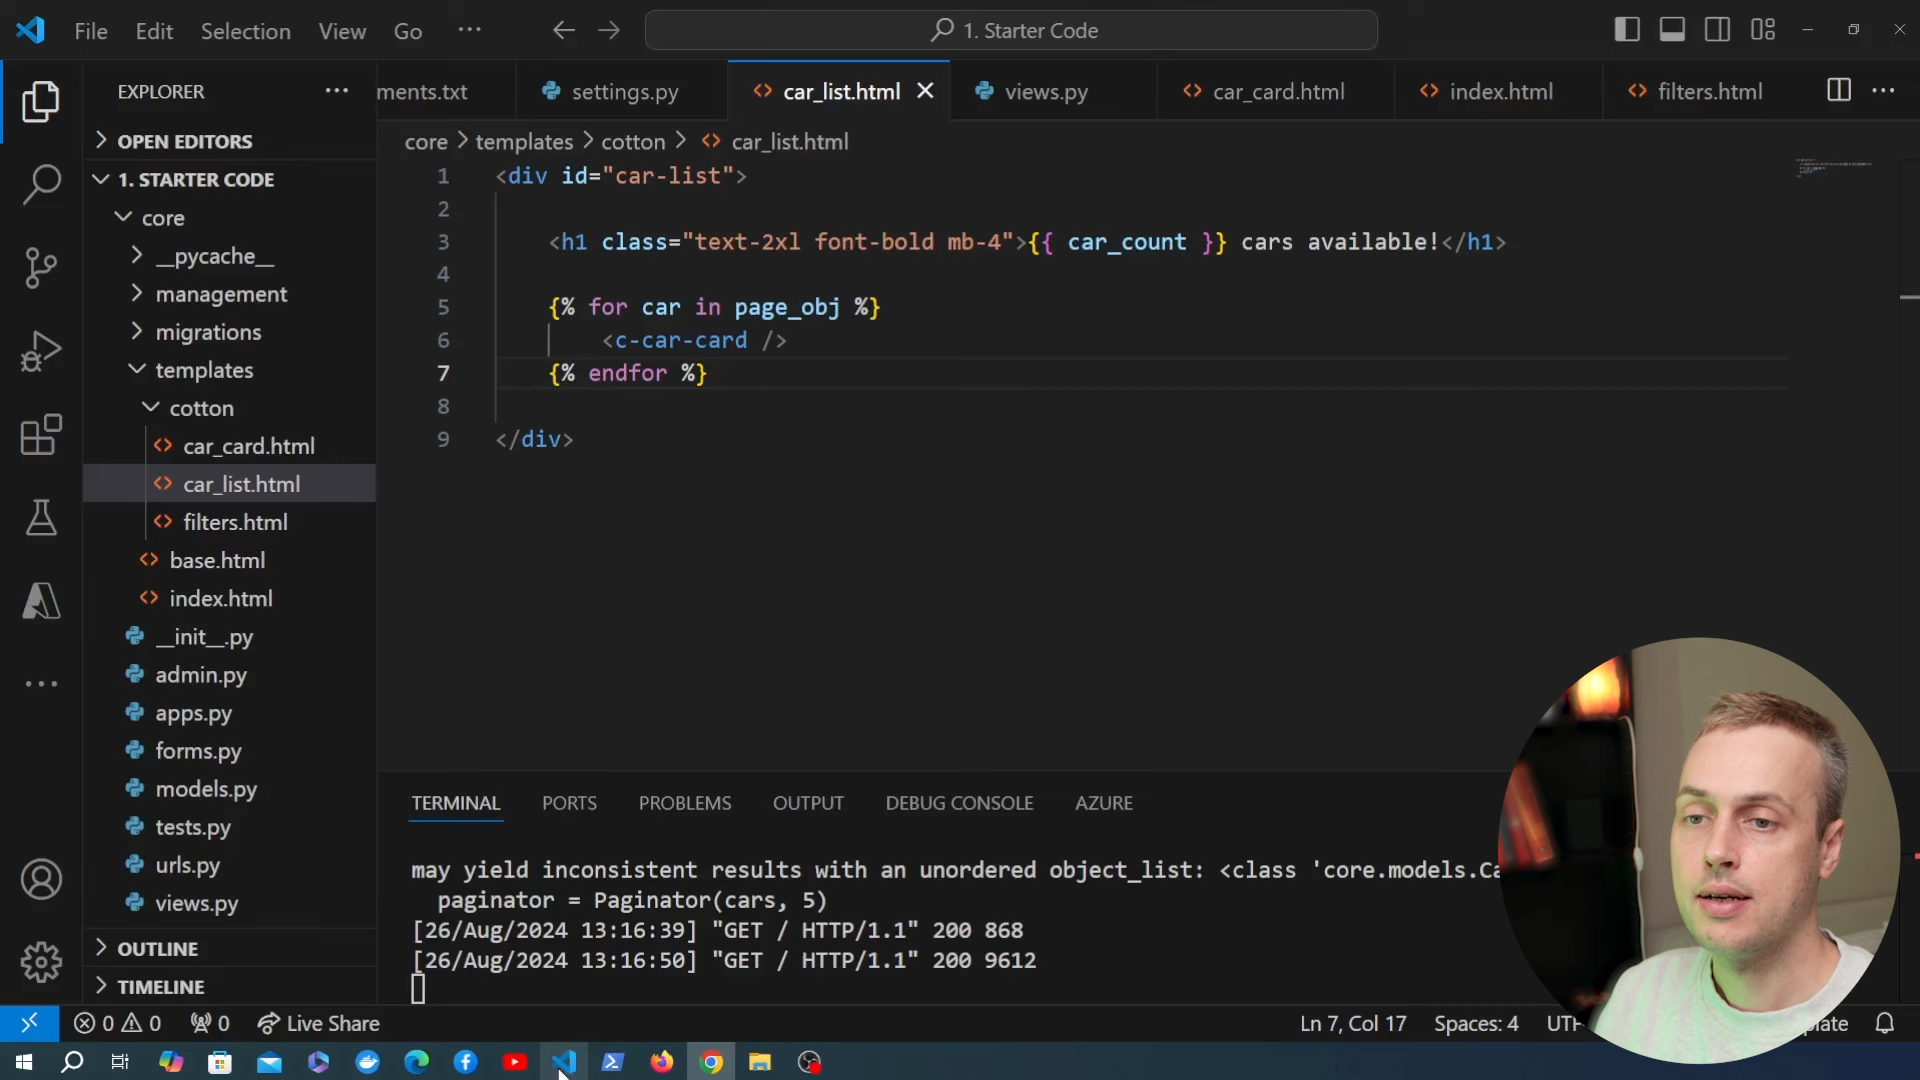 File Edit Selection View Go ···
1. Starter Code
EXPLORER ···
ments.txt
settings.py
car_list.html
views.py
car_card.html
index.html
filters.html
···
OPEN EDITORS
1. STARTER CODE
core
__pycache__
management
migrations
templates
cotton
car_card.html
car_list.html
filters.html
base.html
index.html
__init__.py
admin.py
apps.py
forms.py
models.py
tests.py
urls.py
views.py
OUTLINE
TIMELINE
core > templates > cotton > car_list.html
1 <div id="car-list">
2
3 <h1 class="text-2xl font-bold mb-4">{{ car_count }} cars available!</h1>
4
5 {% for car in page_obj %}
6 <c-car-card />
7 {% endfor %}
8
9 </div>
TERMINAL PORTS PROBLEMS OUTPUT DEBUG CONSOLE AZURE
may yield inconsistent results with an unordered object_list: <class 'core.models.Ca
paginator = Paginator(cars, 5)
[26/Aug/2024 13:16:39] "GET / HTTP/1.1" 200 868
[26/Aug/2024 13:16:50] "GET / HTTP/1.1" 200 9612
0 0 0 Live Share
Ln 7, Col 17 Spaces: 4 UTF plate